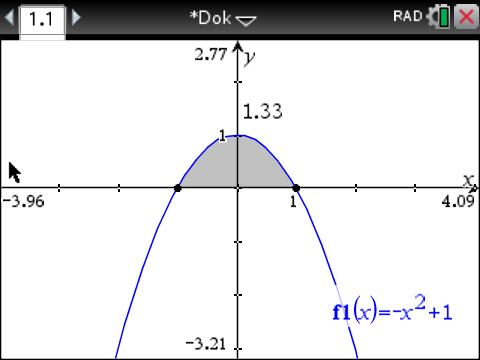 1.1 *Dok RAD
2.77 y
1.33
1
x
-3.96 1 4.09
f1(x)=-x²+1
-3.21